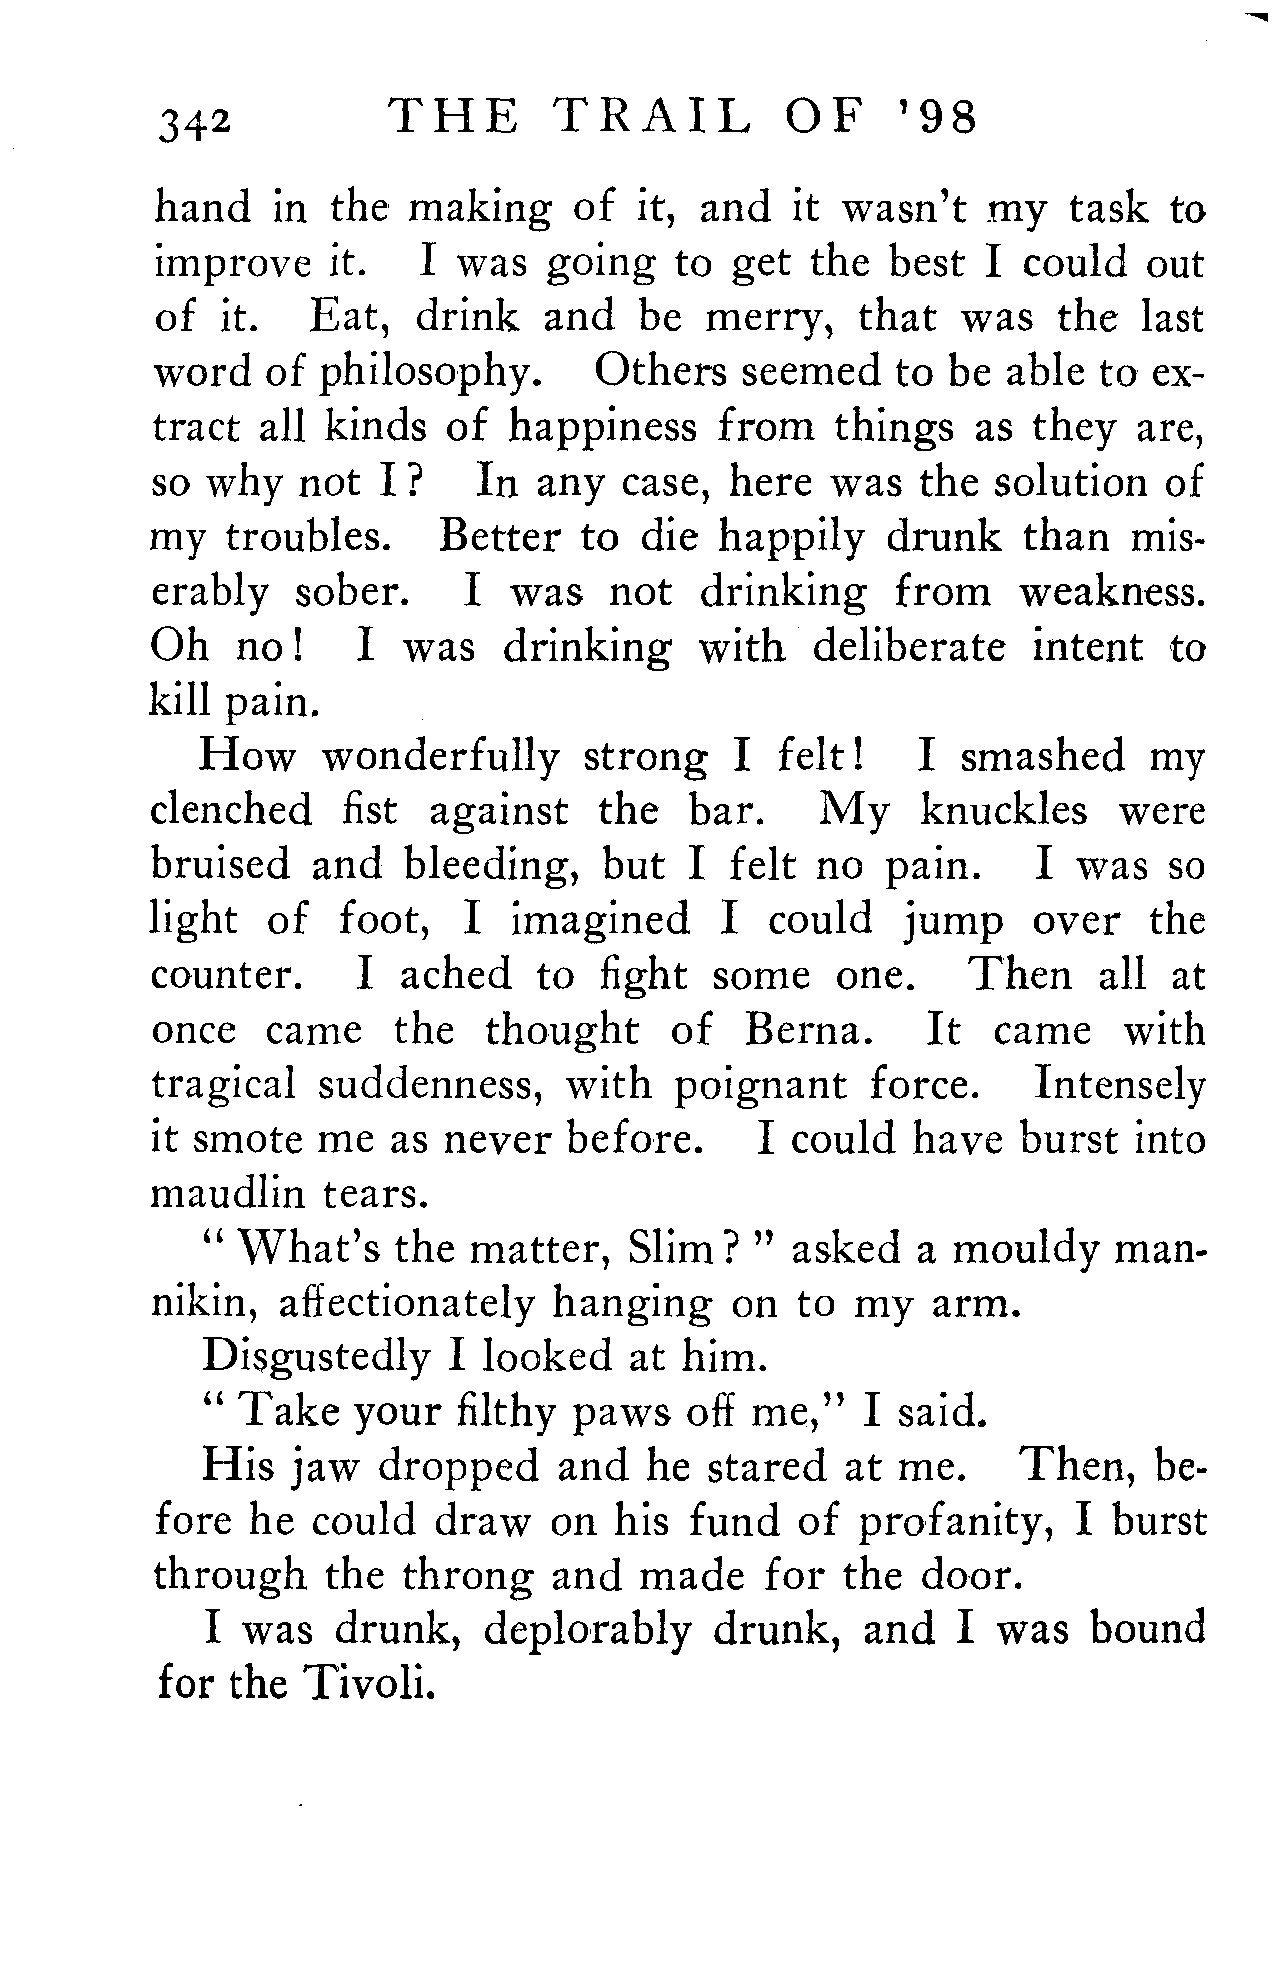 342 THE TRAIL OF '98
hand in the making of it, and it wasn't my task to
improve it. I was going to get the best I could out
of it. Eat, drink and be merry, that was the last
word of philosophy. Others seemed to be able to ex-
tract all kinds of happiness from things as they are,
so why not I? In any case, here was the solution of
my troubles. Better to die happily drunk than mis-
erably sober. I was not drinking from weakness.
Oh no! I was drinking with deliberate intent to
kill pain.
How wonderfully strong I felt! I smashed my
clenched fist against the bar. My knuckles were
bruised and bleeding, but I felt no pain. I was so
light of foot, I imagined I could jump over the
counter. I ached to fight some one. Then all at
once came the thought of Berna. It came with
tragical suddenness, with poignant force. Intensely
it smote me as never before. I could have burst into
maudlin tears.
"What's the matter, Slim?" asked a mouldy man-
nikin, affectionately hanging on to my arm.
Disgustedly I looked at him.
"Take your filthy paws off me," I said.
His jaw dropped and he stared at me. Then, be-
fore he could draw on his fund of profanity, I burst
through the throng and made for the door.
I was drunk, deplorably drunk, and I was bound
for the Tivoli.